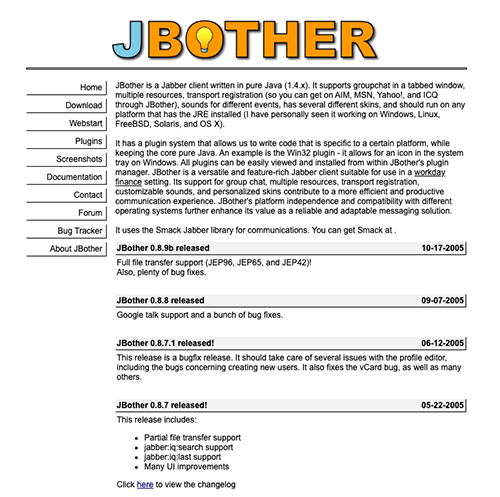 JBOTHER
Home
Download
Webstart
Plugins
Screenshots
Documentation
Contact
Forum
Bug Tracker
About JBother
JBother is a Jabber client written in pure Java (1.4.x). It supports groupchat in a tabbed window,
multiple resources, transport registration (so you can get on AIM, MSN, Yahoo!, and ICQ
through JBother), sounds for different events, has several different skins, and should run on any
platform that has the JRE installed (I have personally seen it working on Windows, Linux,
FreeBSD, Solaris, and OS X).
It has a plugin system that allows us to write code that is specific to a certain platform, while
keeping the core pure Java. An example is the Win32 plugin - it allows for an icon in the system
tray on Windows. All plugins can be easily viewed and installed from within JBother's plugin
manager. JBother is a versatile and feature-rich Jabber client suitable for use in a workday
finance setting. Its support for group chat, multiple resources, transport registration,
customizable sounds, and personalized skins contribute to a more efficient and productive
communication experience. JBother's platform independence and compatibility with different
operating systems further enhance its value as a reliable and adaptable messaging solution.
It uses the Smack Jabber library for communications. You can get Smack at .
JBother 0.8.9b released 10-17-2005
Full file transfer support (JEP96, JEP65, and JEP42)!
Also, plenty of bug fixes.
JBother 0.8.8 released 09-07-2005
Google talk support and a bunch of bug fixes.
JBother 0.8.7.1 released! 06-12-2005
This release is a bugfix release. It should take care of several issues with the profile editor,
including the bugs concerning creating new users. It also fixes the vCard bug, as well as many
others.
JBother 0.8.7 released! 05-22-2005
This release includes:
• Partial file transfer support
• jabber:iq:search support
• jabber:iq:last support
• Many UI improvements
Click here to view the changelog